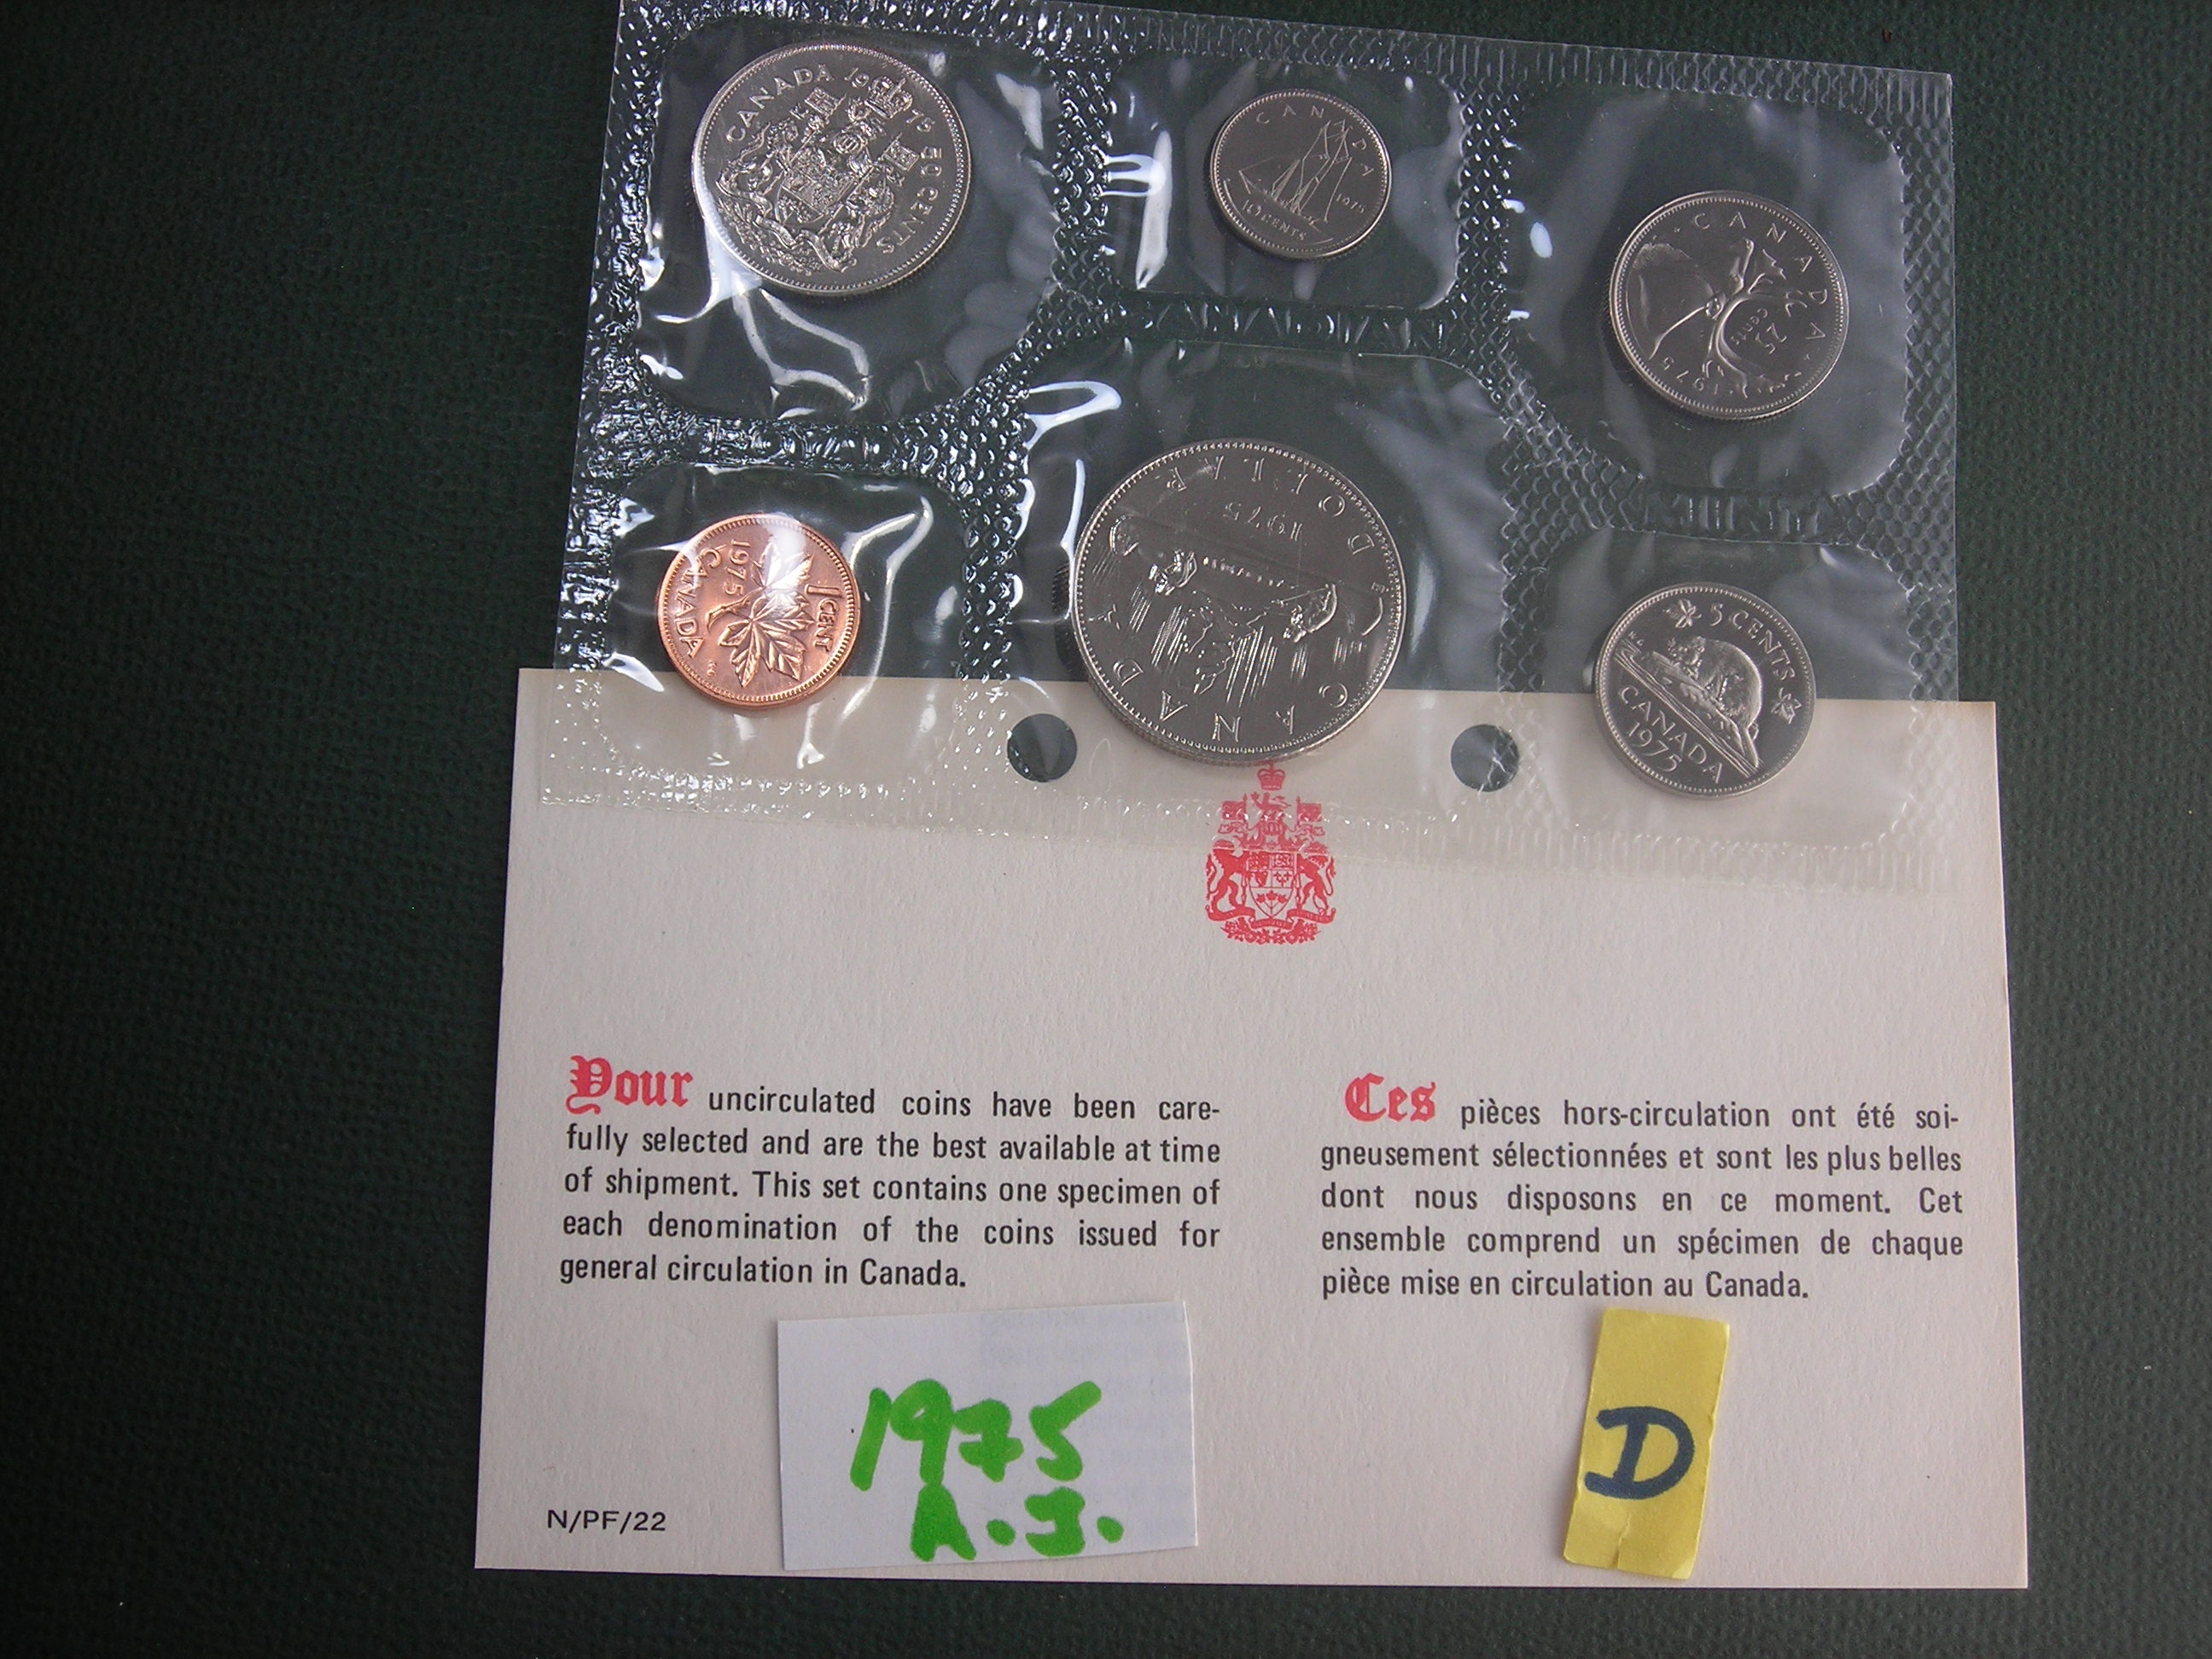 CANADA 1975 50 CENTS
CANADA
1975
10 CENTS
CANADA
25
cents
1975
CANADIAN
1 CENT
1975
CANADA
DOLLAR
1975
CANADA
5 CENTS
CANADA
1975
Your uncirculated coins have been care-
fully selected and are the best available at time
of shipment. This set contains one specimen of
each denomination of the coins issued for
general circulation in Canada.
Ces pièces hors-circulation ont été soi-
gneusement sélectionnées et sont les plus belles
dont nous disposons en ce moment. Cet
ensemble comprend un spécimen de chaque
pièce mise en circulation au Canada.
1975
A.J.
D
N/PF/22